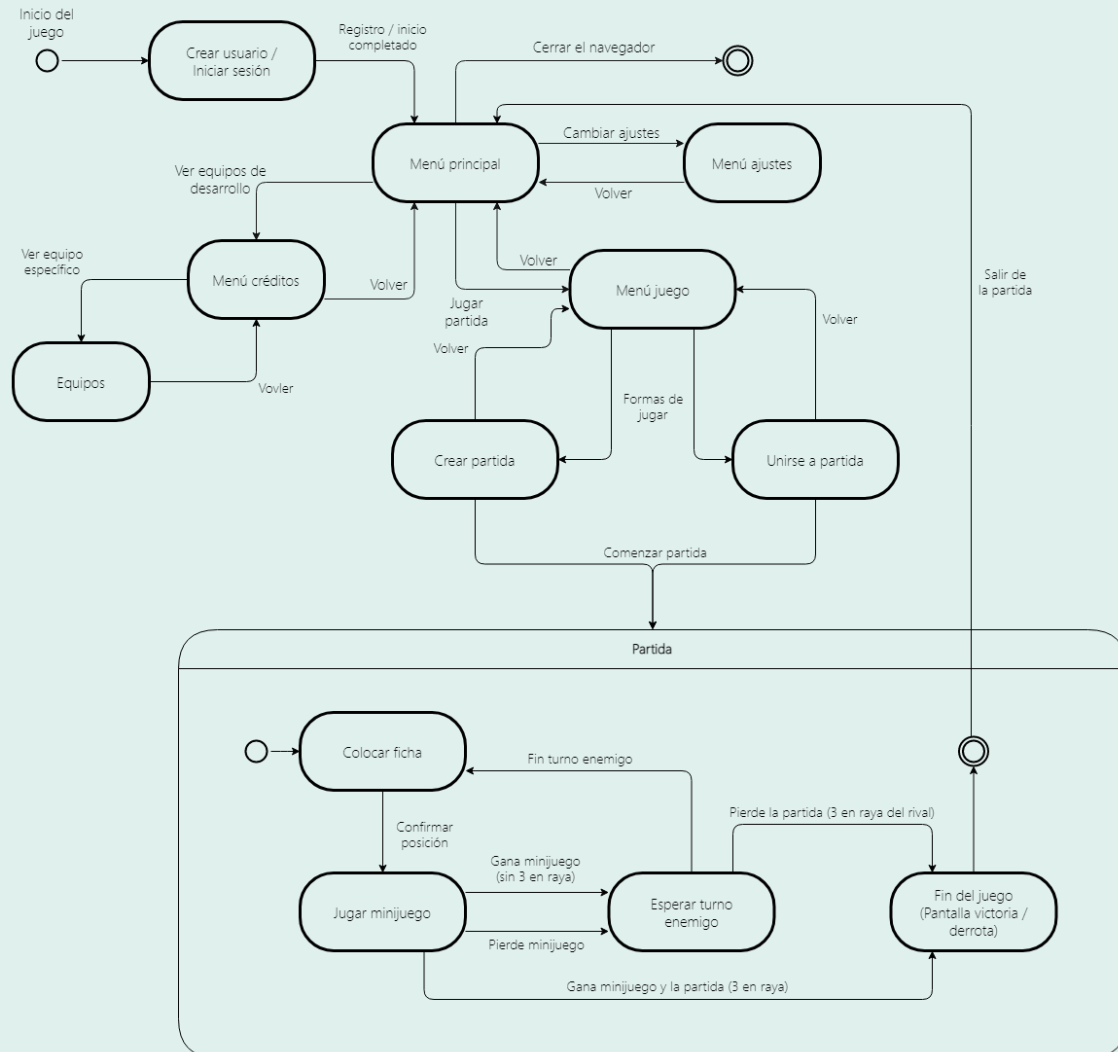 Inicio del
juego
Crear usuario /
Iniciar sesión
Registro / inicio
completado
Cerrar el navegador
Menú principal
Cambiar ajustes
Menú ajustes
Volver
Ver equipos de
desarrollo
Ver equipo
específico
Menú créditos
Volver
Equipos
Vovler
Volver
Jugar
partida
Menú juego
Volver
Volver
Salir de
la partida
Formas de
jugar
Crear partida
Unirse a partida
Comenzar partida
Partida
Colocar ficha
Fin turno enemigo
Confirmar
posición
Pierde la partida (3 en raya del rival)
Gana minijuego
(sin 3 en raya)
Jugar minijuego
Esperar turno
enemigo
Fin del juego
(Pantalla victoria /
derrota)
Pierde minijuego
Gana minijuego y la partida (3 en raya)